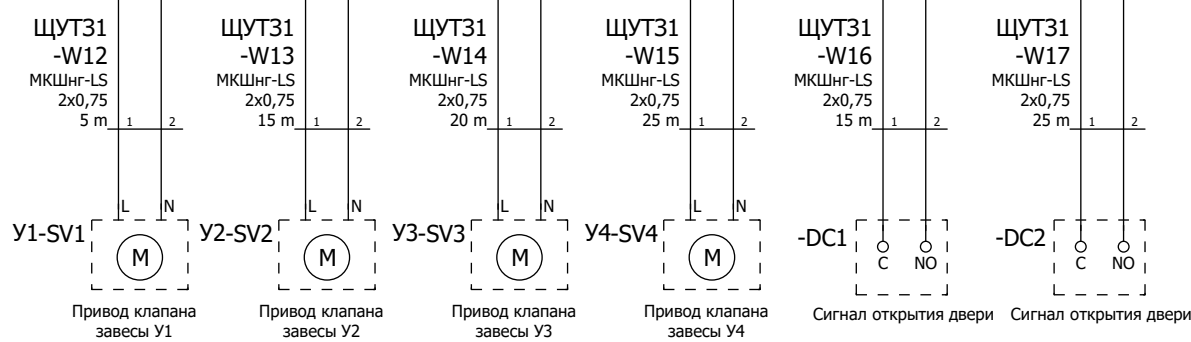 ЩУТ31
-W12
МКШнг-LS
2x0,75
5 m
1
2
L
N
У1-SV1
M
Привод клапана
завесы У1
ЩУТ31
-W13
МКШнг-LS
2x0,75
15 m
1
2
L
N
У2-SV2
M
Привод клапана
завесы У2
ЩУТ31
-W14
МКШнг-LS
2x0,75
20 m
1
2
L
N
У3-SV3
M
Привод клапана
завесы У3
ЩУТ31
-W15
МКШнг-LS
2x0,75
25 m
1
2
L
N
У4-SV4
M
Привод клапана
завесы У4
ЩУТ31
-W16
МКШнг-LS
2x0,75
15 m
1
2
-DC1
C
NO
Сигнал открытия двери
ЩУТ31
-W17
МКШнг-LS
2x0,75
25 m
1
2
-DC2
C
NO
Сигнал открытия двери